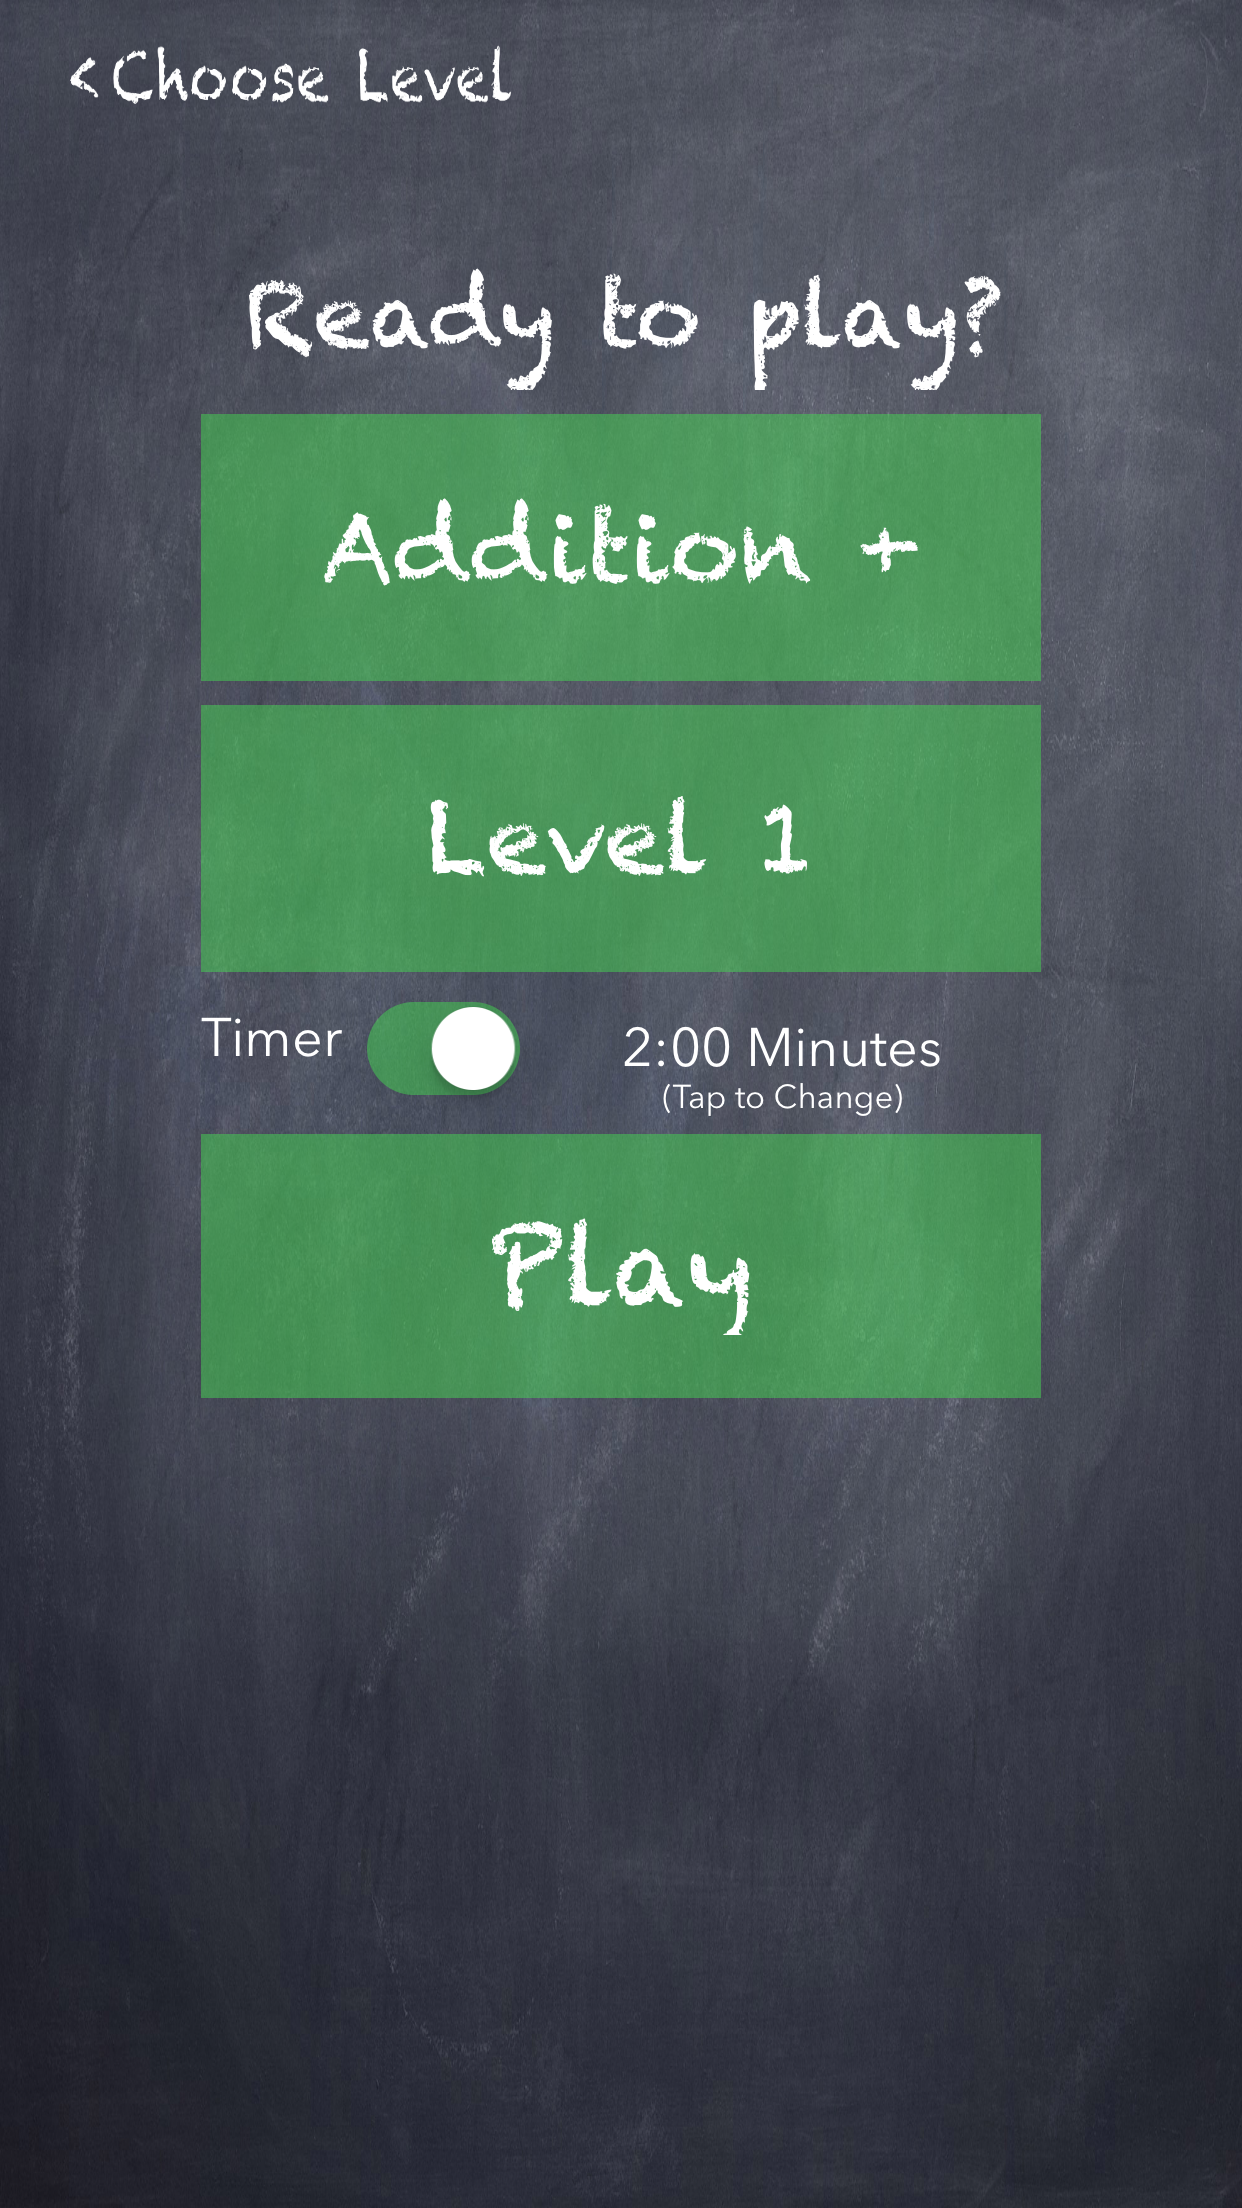 <Choose Level
Ready to play?
Addition +
Level 1
Timer
2:00 Minutes
(Tap to Change)
Play